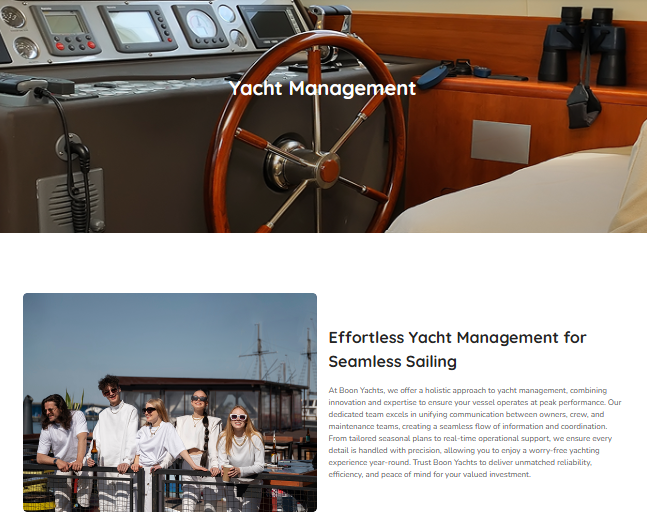 Yacht Management
Effortless Yacht Management for
Seamless Sailing
At Boon Yachts, we offer a holistic approach to yacht management, combining
innovation and expertise to ensure your vessel operates at peak performance. Our
dedicated team excels in unifying communication between owners, crew, and
maintenance teams, creating a seamless flow of information and coordination.
From tailored seasonal plans to real-time operational support, we ensure every
detail is handled with precision, allowing you to enjoy a worry-free yachting
experience year-round. Trust Boon Yachts to deliver unmatched reliability,
efficiency, and peace of mind for your valued investment.